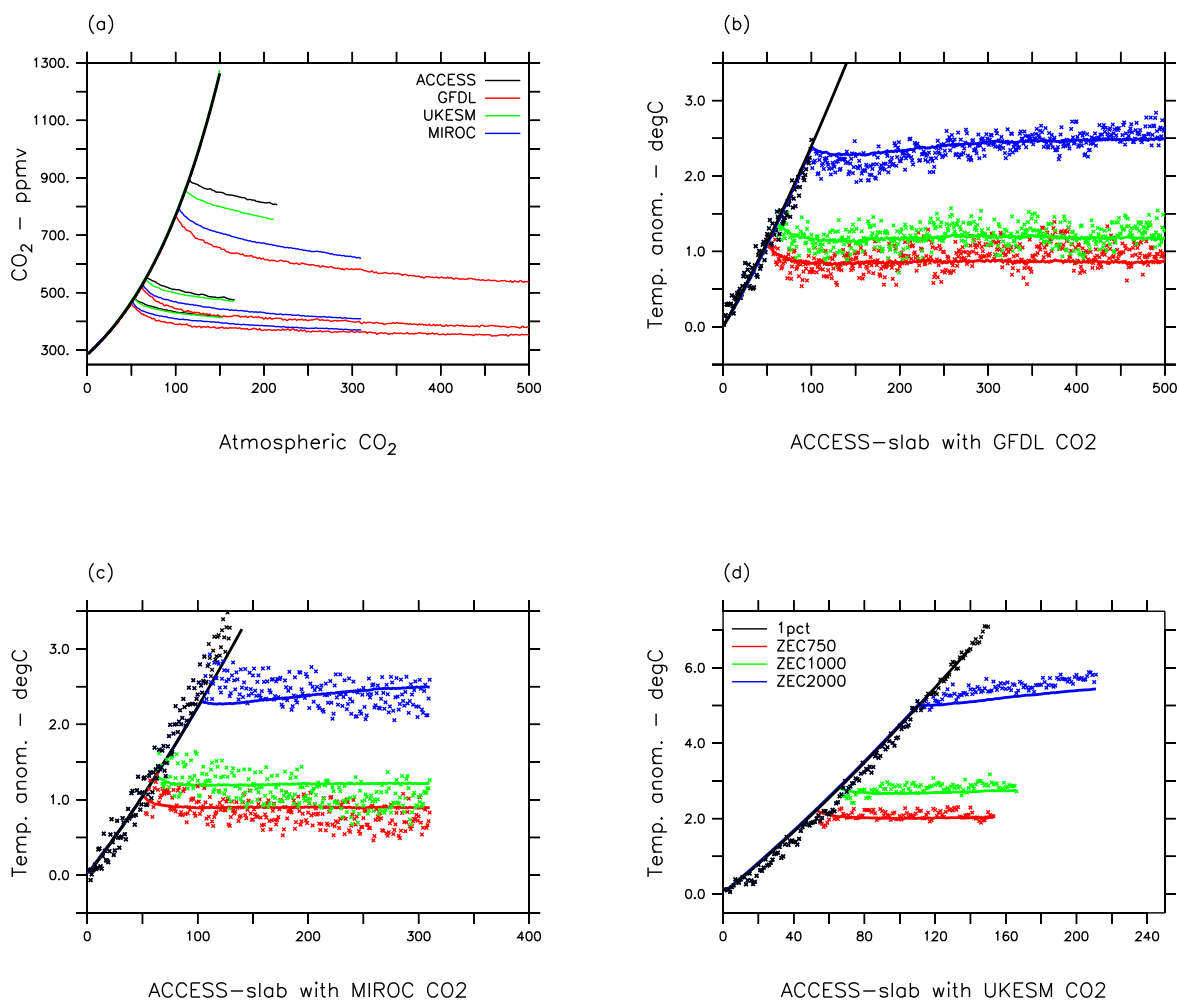 (a)
CO2 – ppmv
1300.
1100.
900.
700.
500.
300.
ACCESS
GFDL
UKESM
MIROC
0 100 200 300 400 500
Atmospheric CO2
(b)
Temp. anom. – degC
3.0
2.0
1.0
0.0
0 100 200 300 400 500
ACCESS–slab with GFDL CO2
(c)
Temp. anom. – degC
3.0
2.0
1.0
0.0
0 100 200 300 400
ACCESS–slab with MIROC CO2
(d)
Temp. anom. – degC
6.0
4.0
2.0
0.0
1pct
ZEC750
ZEC1000
ZEC2000
0 40 80 120 160 200 240
ACCESS–slab with UKESM CO2